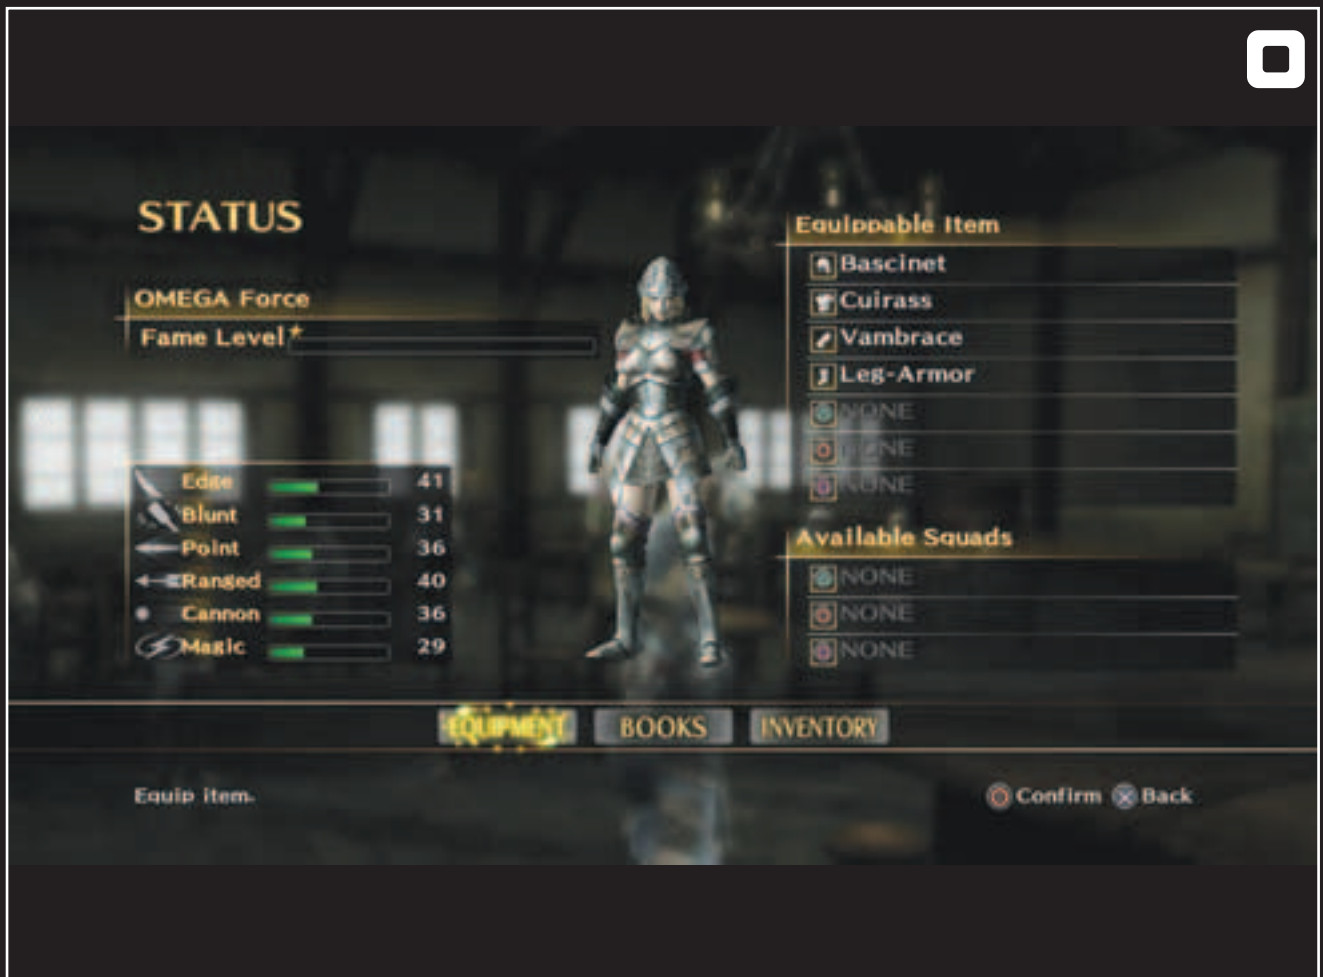 STATUS
OMEGA Force
Fame Level★
Edge 41
Blunt 31
Point 36
Ranged 40
Cannon 36
Magic 29
Equippable Item
Bascinet
Cuirass
Vambrace
Leg-Armor
NONE
NONE
NONE
Available Squads
NONE
NONE
NONE
EQUIPMENT BOOKS INVENTORY
Equip item.
Confirm Back